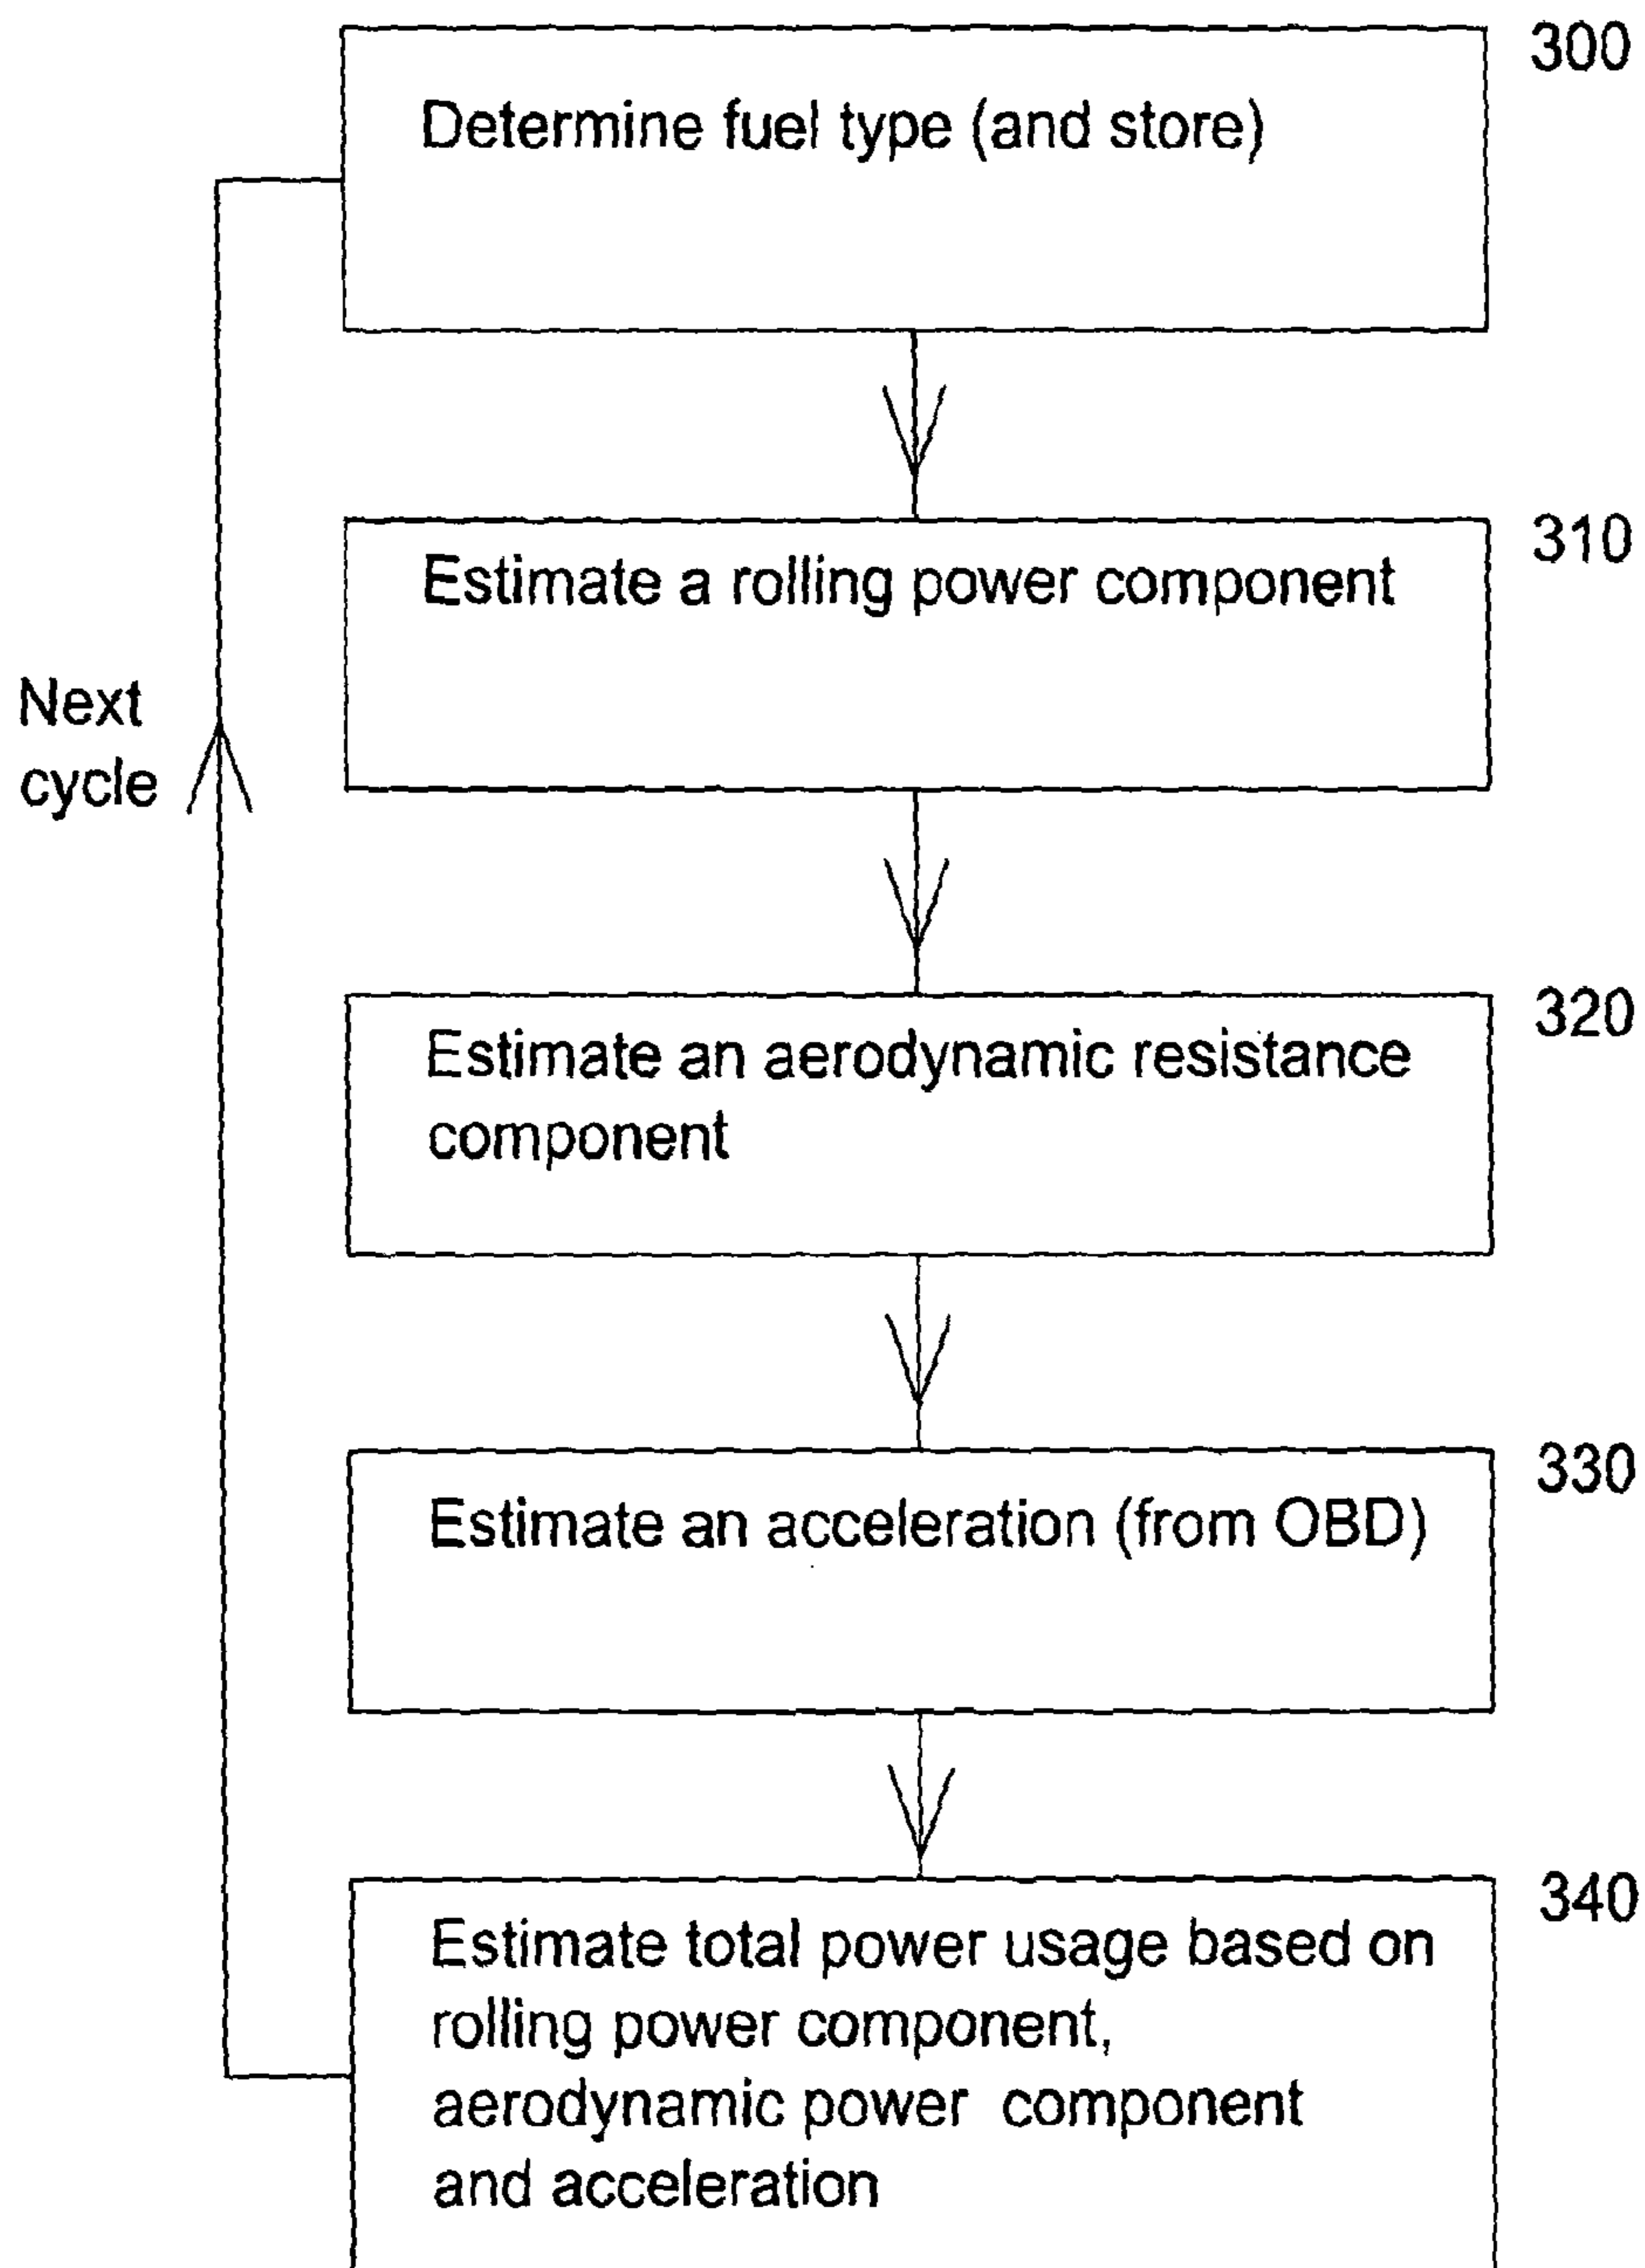 300
Determine fuel type (and store)
310
Estimate a rolling power component
Next
cycle
320
Estimate an aerodynamic resistance
component
330
Estimate an acceleration (from OBD)
340
Estimate total power usage based on
rolling power component,
aerodynamic power component
and acceleration